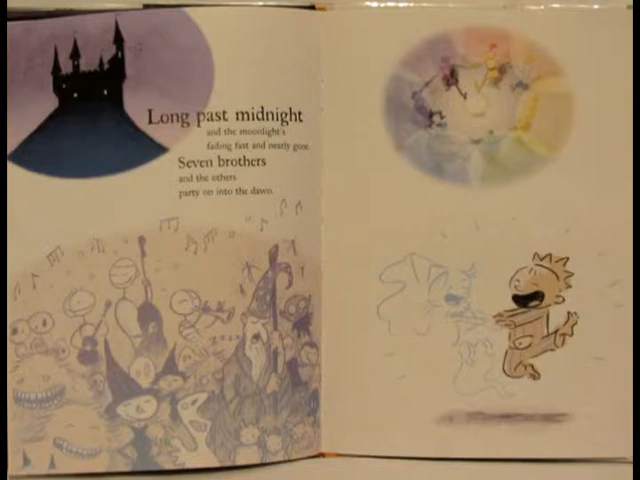 Long past midnight
and the moonlight's
fading fast and nearly gone.
Seven brothers
and the others
party on into the dawn.